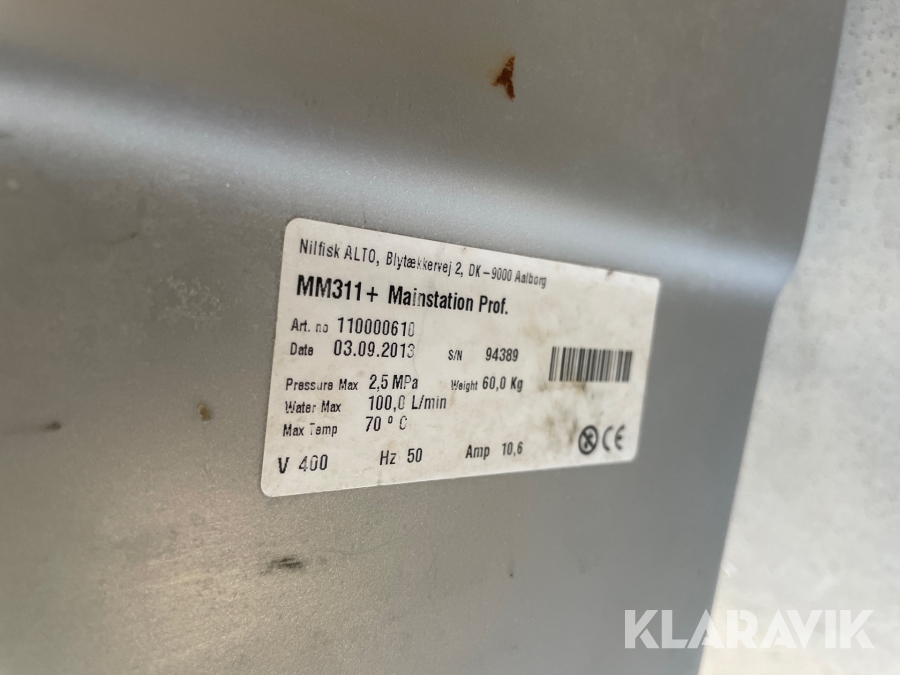 Nilfisk ALTO, Blytækkervej 2, DK-9000 Aalborg
MM311+ Mainstation Prof.
Art. no 110000610
Date 03.09.2013 S/N 94389
Pressure Max 2,5 MPa Weight 60,0 Kg
Water Max 100,0 L/min
Max Temp 70 º C
V 400 Hz 50 Amp 10,6
CE
KLARAVIK